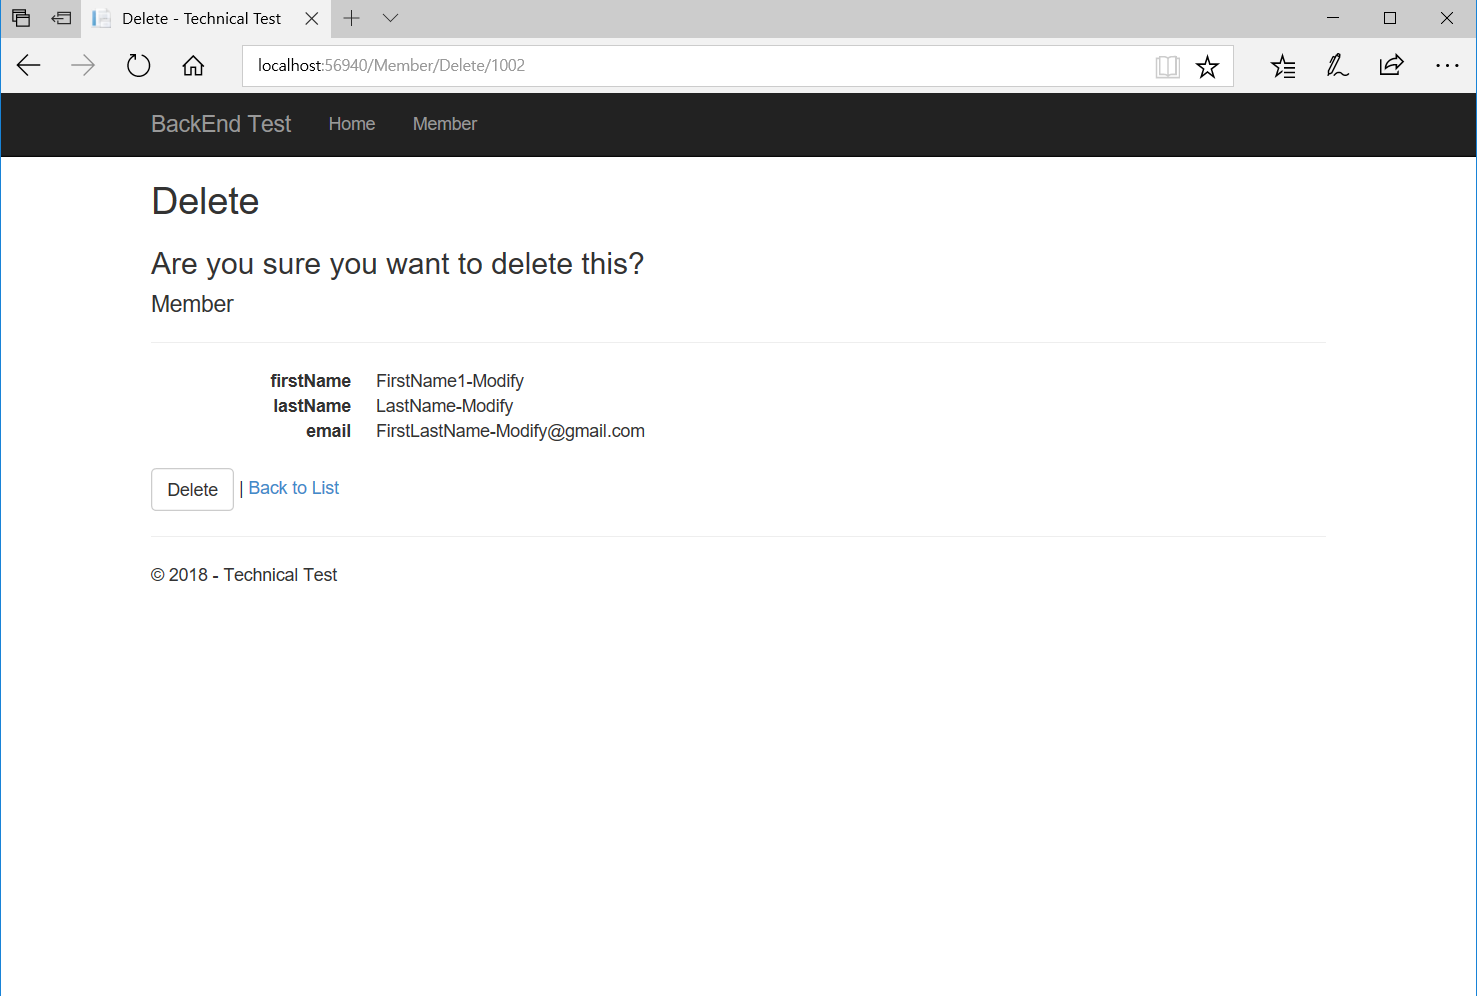 Delete - Technical Test
localhost:56940/Member/Delete/1002
BackEnd Test Home Member
Delete
Are you sure you want to delete this?
Member
firstName FirstName1-Modify
lastName LastName-Modify
email FirstLastName-Modify@gmail.com
Delete | Back to List
© 2018 - Technical Test